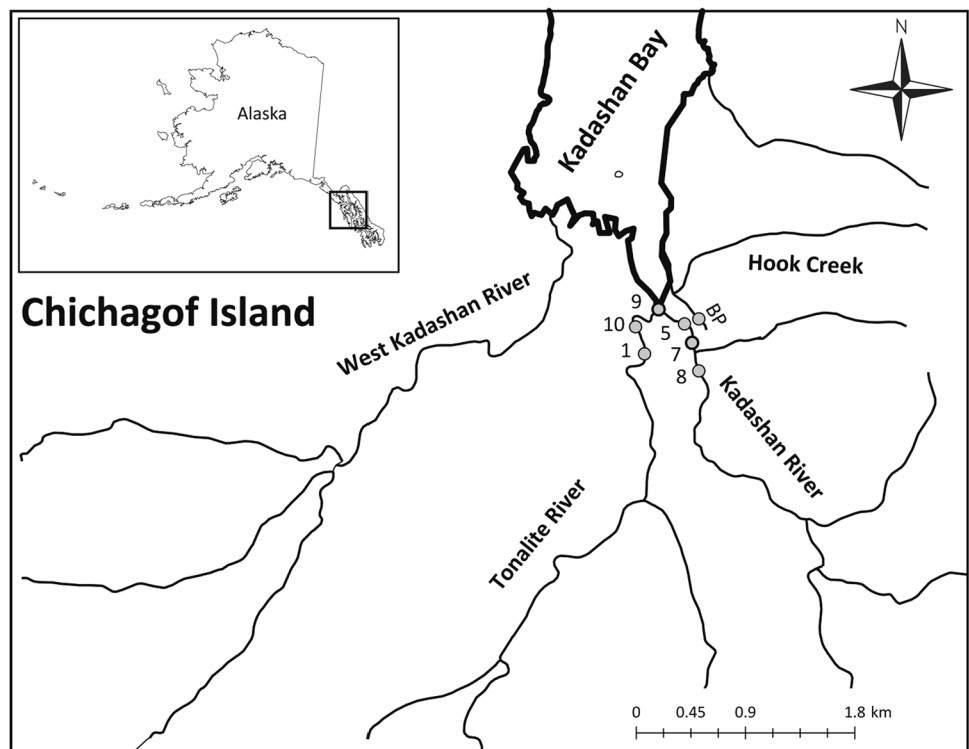 N
Alaska
Kadashan Bay
Hook Creek
Chichagof Island
West Kadashan River
9
BP
10
5
1
7
8
Kadashan River
Tonalite River
0 0.45 0.9 1.8 km